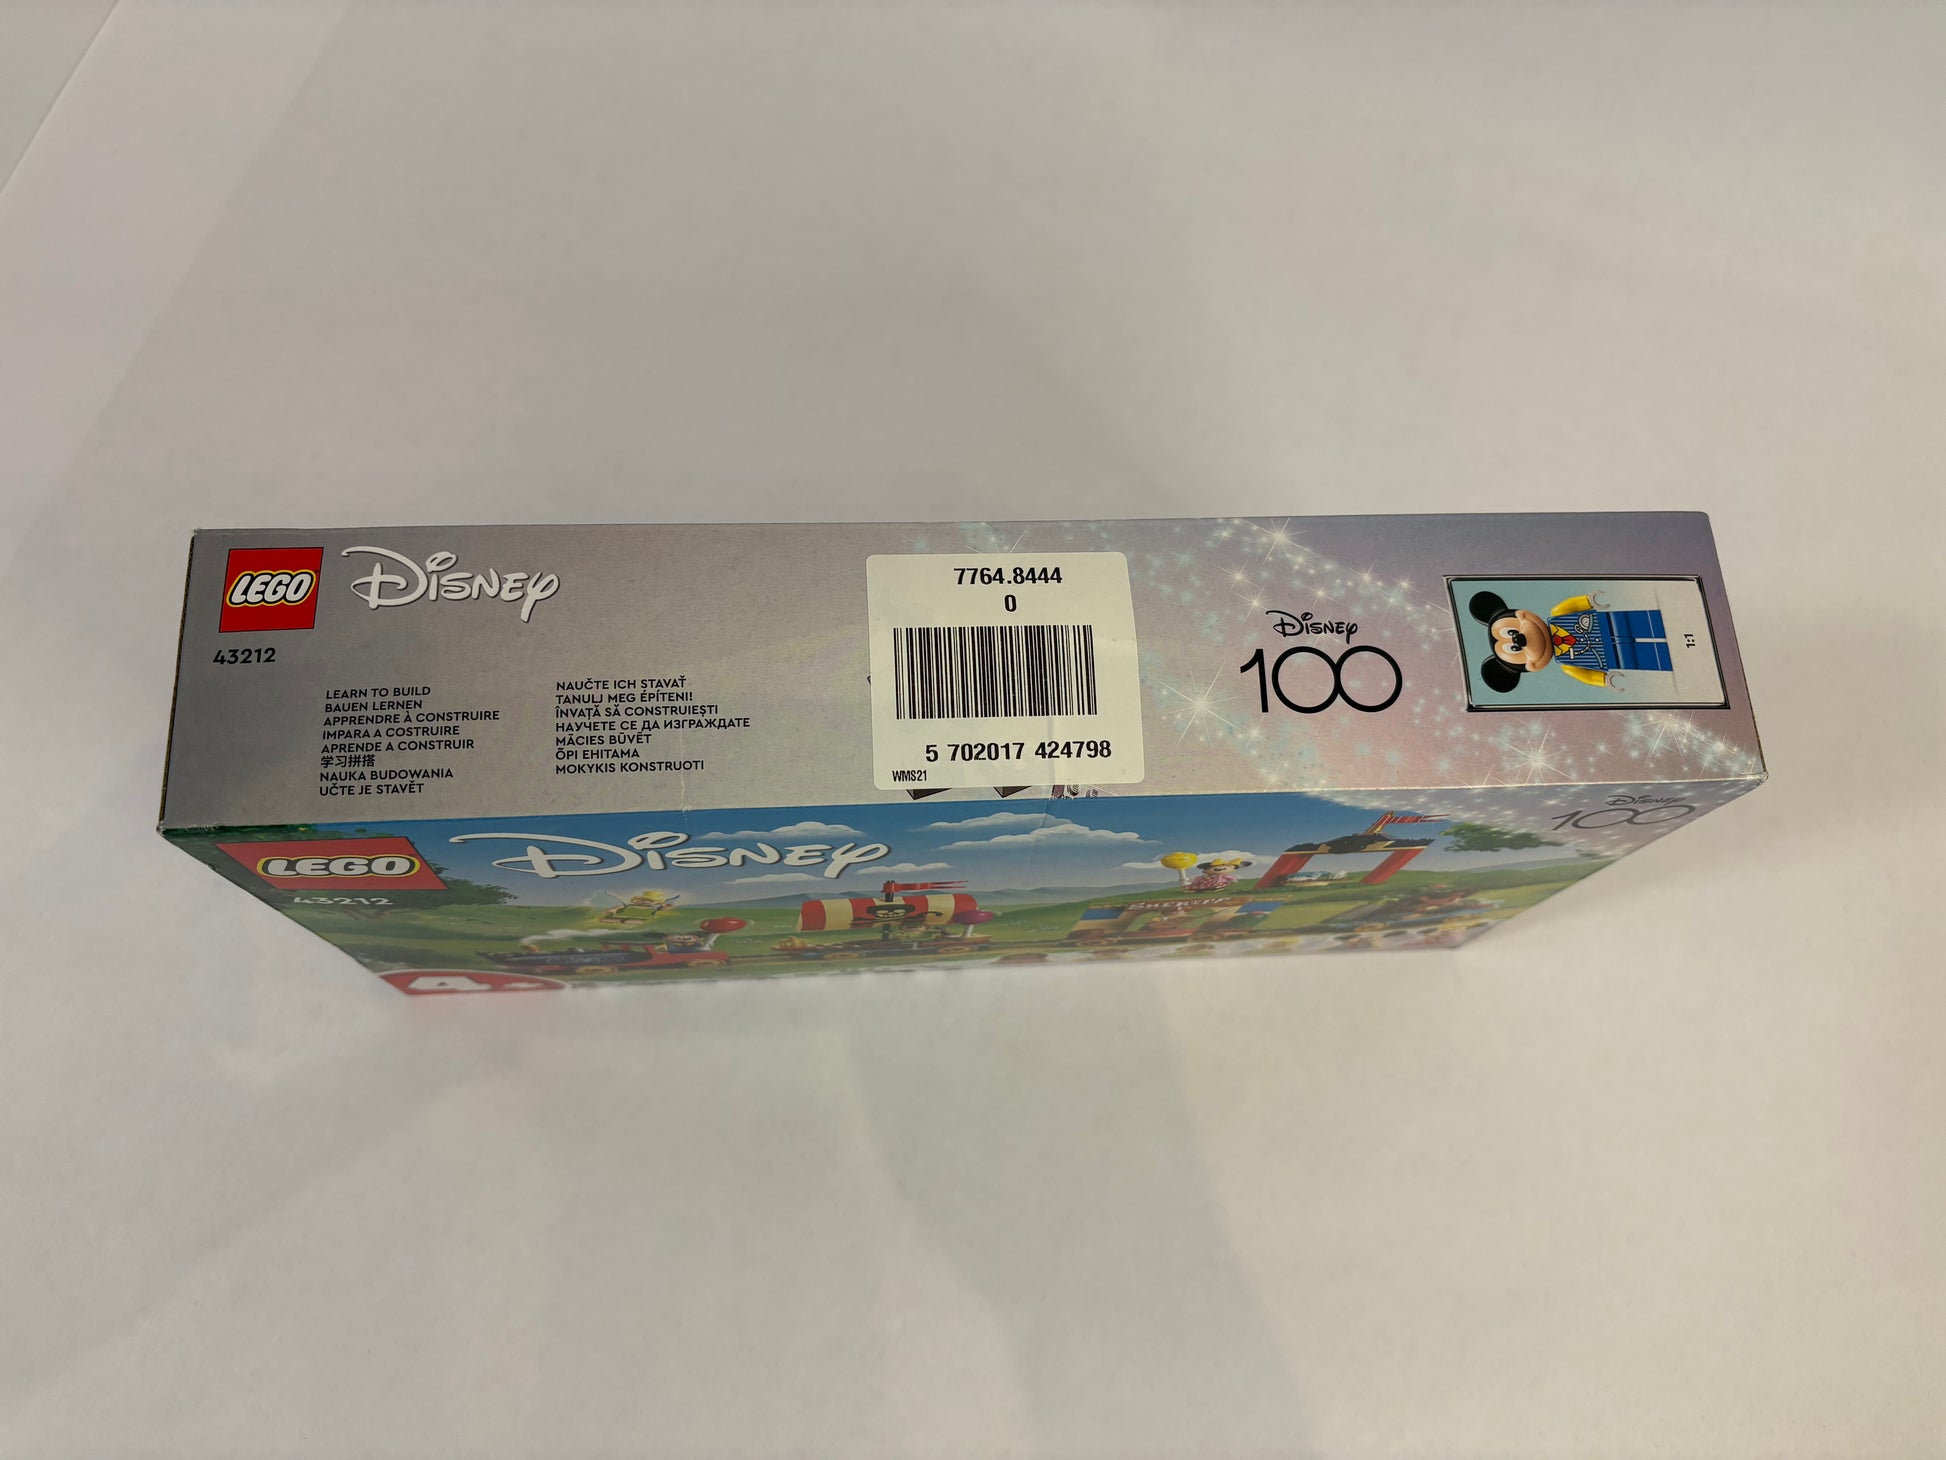 LEGO
Disney
43212
LEARN TO BUILD
BAUEN LERNEN
APPRENDRE À CONSTRUIRE
IMPARA A COSTRUIRE
APRENDE A CONSTRUIR
学习拼搭
NAUKA BUDOWANIA
UČTE JE STAVĚT
NAUČTE ICH STAVAŤ
TANULJ MEG ÉPÍTENI!
ÎNVAȚĂ SĂ CONSTRUIEȘTI
НАУЧЕТЕ СЕ ДА ИЗГРАЖДАТЕ
MĀCIES BŪVĒT
ÕPI EHITAMA
MOKYKIS KONSTRUOTI
7764.8444
0
5 702017 424798
WMS21
Disney
100
1:1
LEGO
Disney
43212
Disney
100
SHERIFF
4+